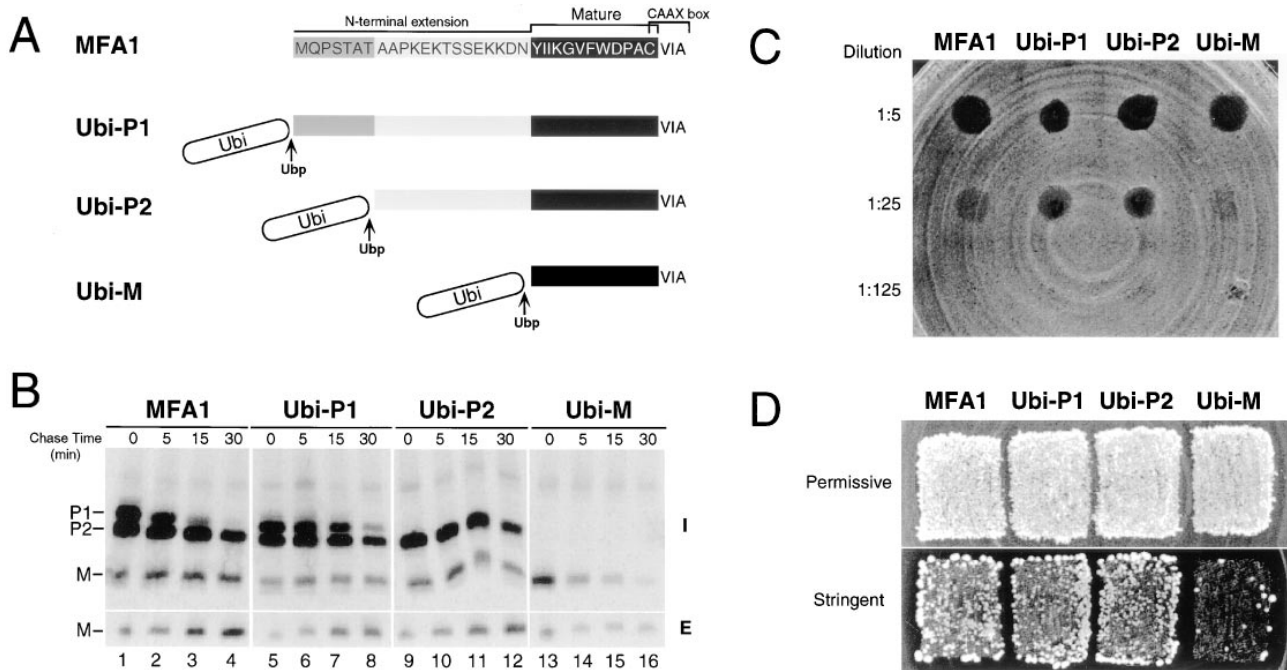 A
N-terminal extension
Mature
CAAX box
MFA1
MQPSTAT AAPKEKTSSEKKDN YIIKGVFWDPAC VIA
Ubi-P1
Ubi
Ubp
VIA
Ubi-P2
Ubi
Ubp
VIA
Ubi-M
Ubi
Ubp
VIA
B
MFA1 Ubi-P1 Ubi-P2 Ubi-M
Chase Time (min)
0 5 15 30 0 5 15 30 0 5 15 30 0 5 15 30
P1
P2
M
I
M
E
1 2 3 4 5 6 7 8 9 10 11 12 13 14 15 16
C
MFA1 Ubi-P1 Ubi-P2 Ubi-M
Dilution
1:5
1:25
1:125
D
MFA1 Ubi-P1 Ubi-P2 Ubi-M
Permissive
Stringent